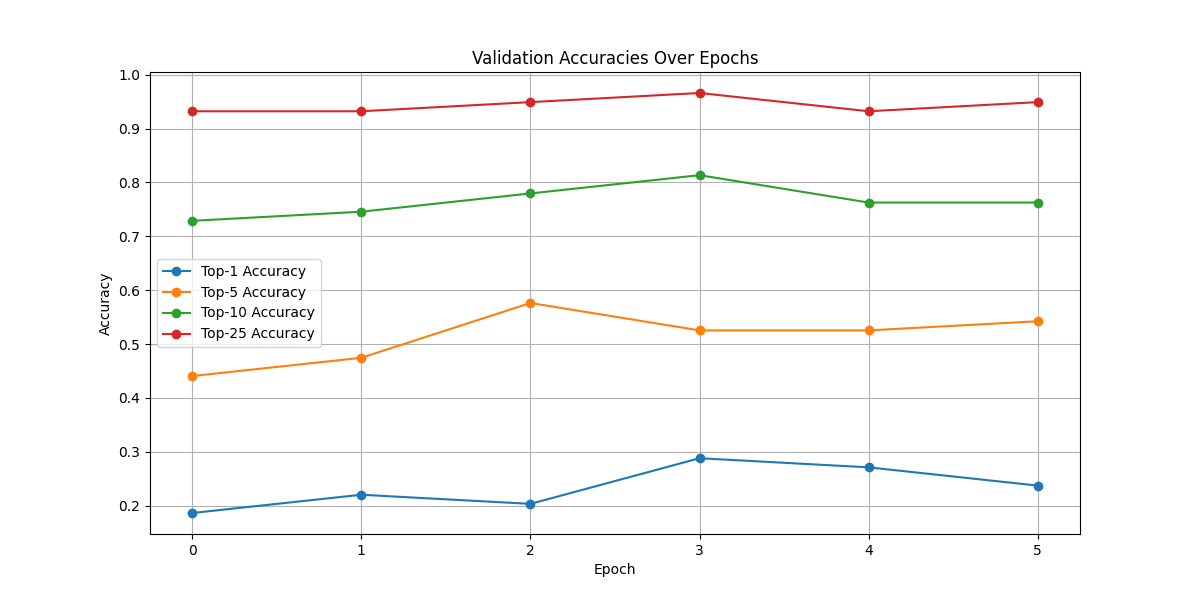 Validation Accuracies Over Epochs
1.0
0.9
0.8
0.7
0.6
0.5
0.4
0.3
0.2
Accuracy
Top-1 Accuracy
Top-5 Accuracy
Top-10 Accuracy
Top-25 Accuracy
0 1 2 3 4 5
Epoch